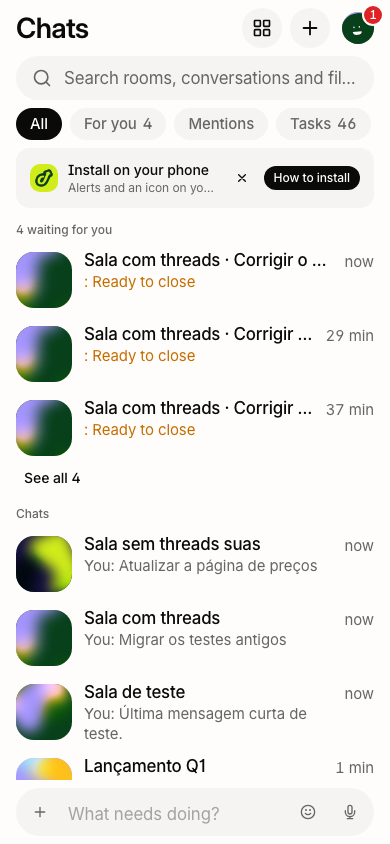 Chats
1
Search rooms, conversations and fil...
All
For you 4
Mentions
Tasks 46
Install on your phone
Alerts and an icon on yo...
How to install
4 waiting for you
Sala com threads · Corrigir o ...
now
: Ready to close
Sala com threads · Corrigir ...
29 min
: Ready to close
Sala com threads · Corrigir ...
37 min
: Ready to close
See all 4
Chats
Sala sem threads suas
now
You: Atualizar a página de preços
Sala com threads
now
You: Migrar os testes antigos
Sala de teste
now
You: Última mensagem curta de
teste.
Lançamento Q1
1 min
What needs doing?